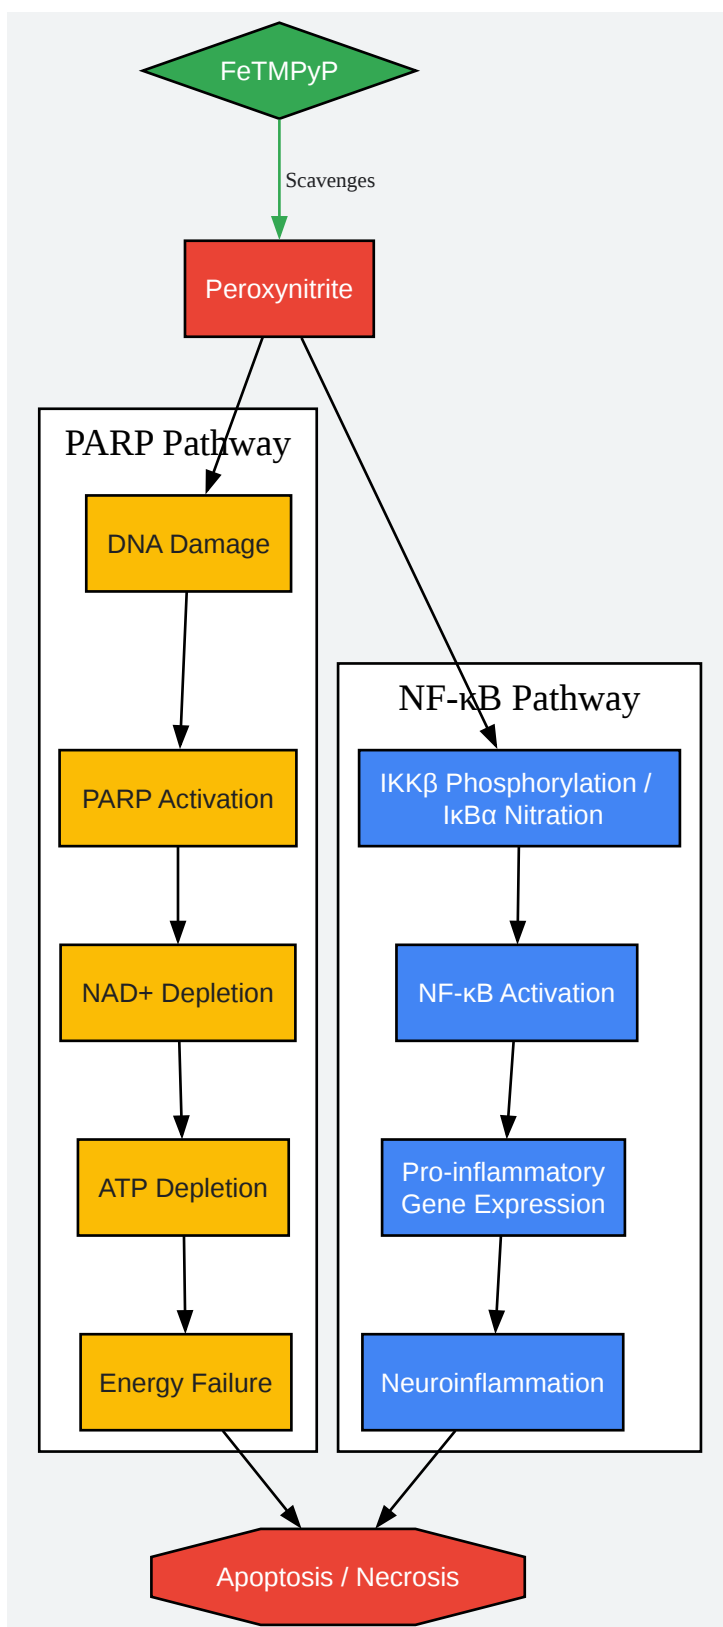 FeTMPyP
Scavenges
Peroxynitrite
PARP Pathway
DNA Damage
PARP Activation
NAD+ Depletion
ATP Depletion
Energy Failure
NF-κB Pathway
IKKβ Phosphorylation /
IκBα Nitration
NF-κB Activation
Pro-inflammatory
Gene Expression
Neuroinflammation
Apoptosis / Necrosis